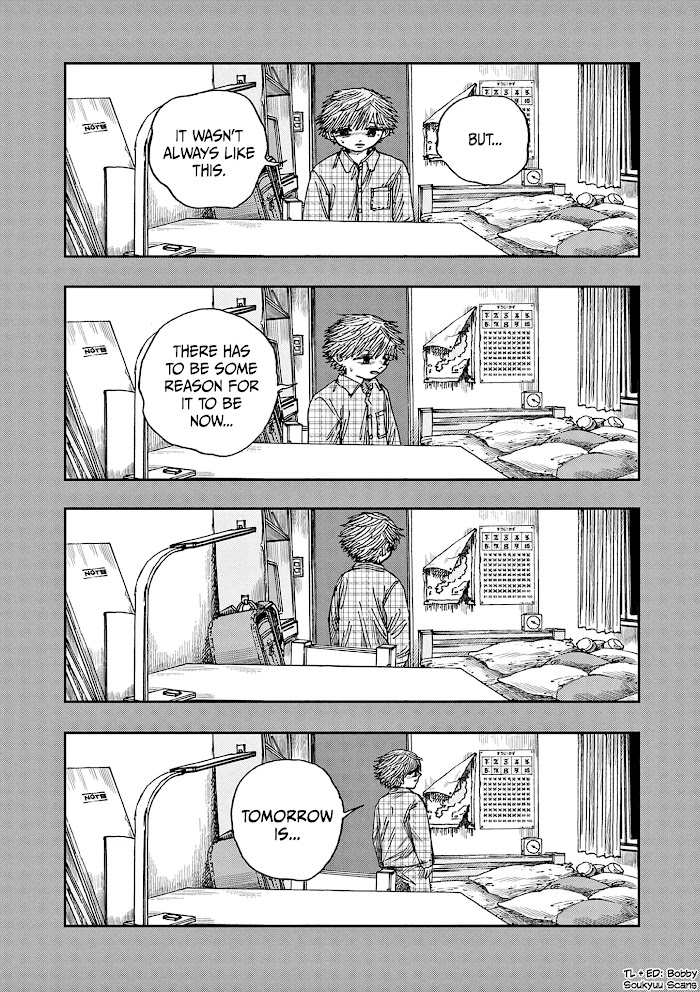 IT WASN'T
ALWAYS LIKE
THIS.
BUT...
NOTE
THERE HAS
TO BE SOME
REASON FOR
IT TO BE
NOW...
NOTE
NOTE
TOMORROW
IS...
NOTE
TL + ED: Bobby
Soukyuu Scans